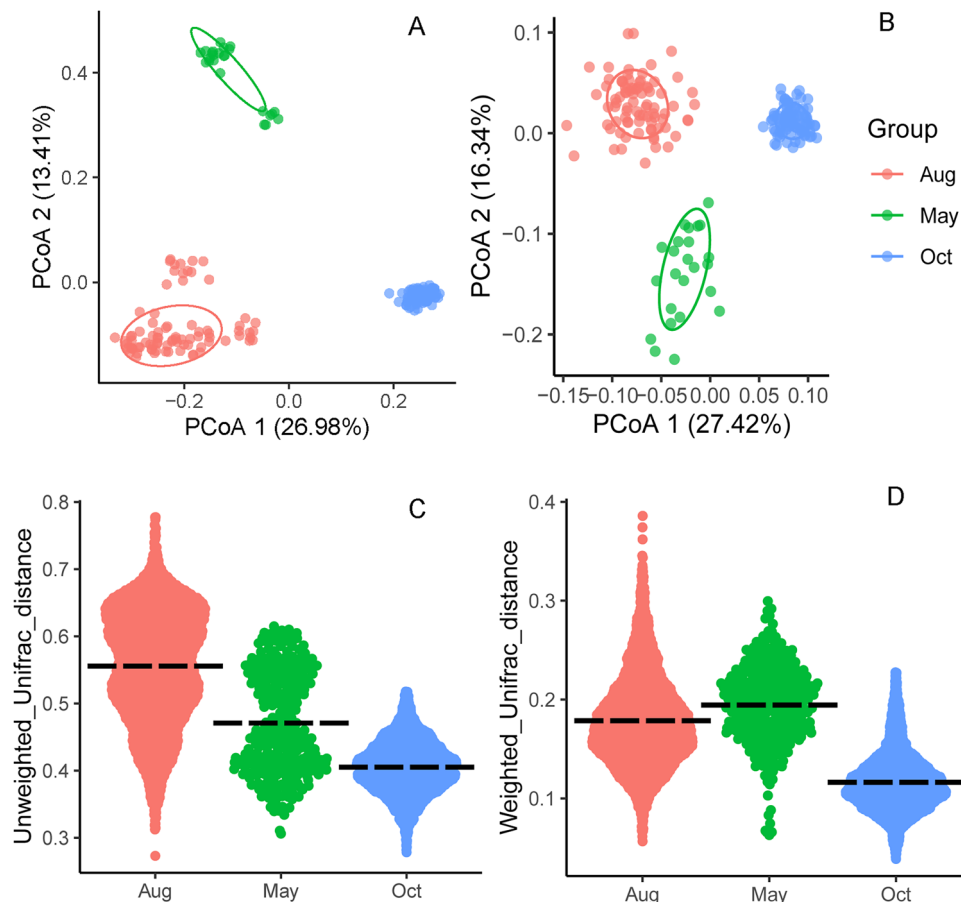 A
PCoA 2 (13.41%)
0.4
0.2
0.0
−0.2
0.0
0.2
PCoA 1 (26.98%)
B
PCoA 2 (16.34%)
0.1
0.0
−0.1
−0.2
−0.15
−0.10
−0.05
0.00
0.05
0.10
PCoA 1 (27.42%)
Group
Aug
May
Oct
C
Unweighted_Unifrac_distance
0.8
0.7
0.6
0.5
0.4
0.3
Aug
May
Oct
D
Weighted_Unifrac_distance
0.4
0.3
0.2
0.1
Aug
May
Oct